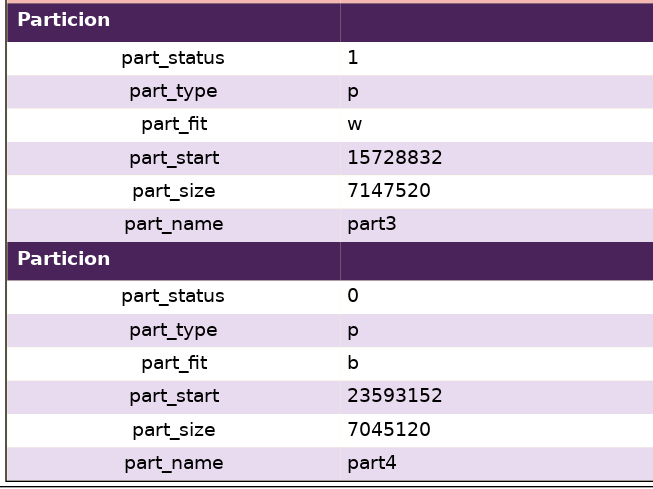 Particion
part_status 1
part_type p
part_fit w
part_start 15728832
part_size 7147520
part_name part3
Particion
part_status 0
part_type p
part_fit b
part_start 23593152
part_size 7045120
part_name part4